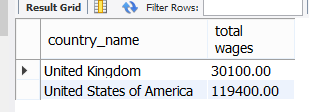 Result Grid Filter Rows:
country_name total
wages
United Kingdom 30100.00
United States of America 119400.00